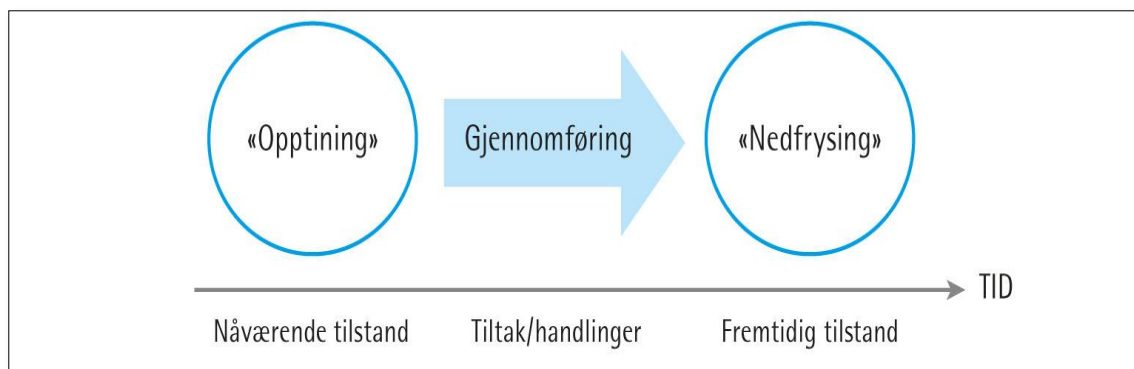 «Opptining»
Gjennomføring
«Nedfrysing»
TID
Nåværende tilstand
Tiltak/handlinger
Fremtidig tilstand